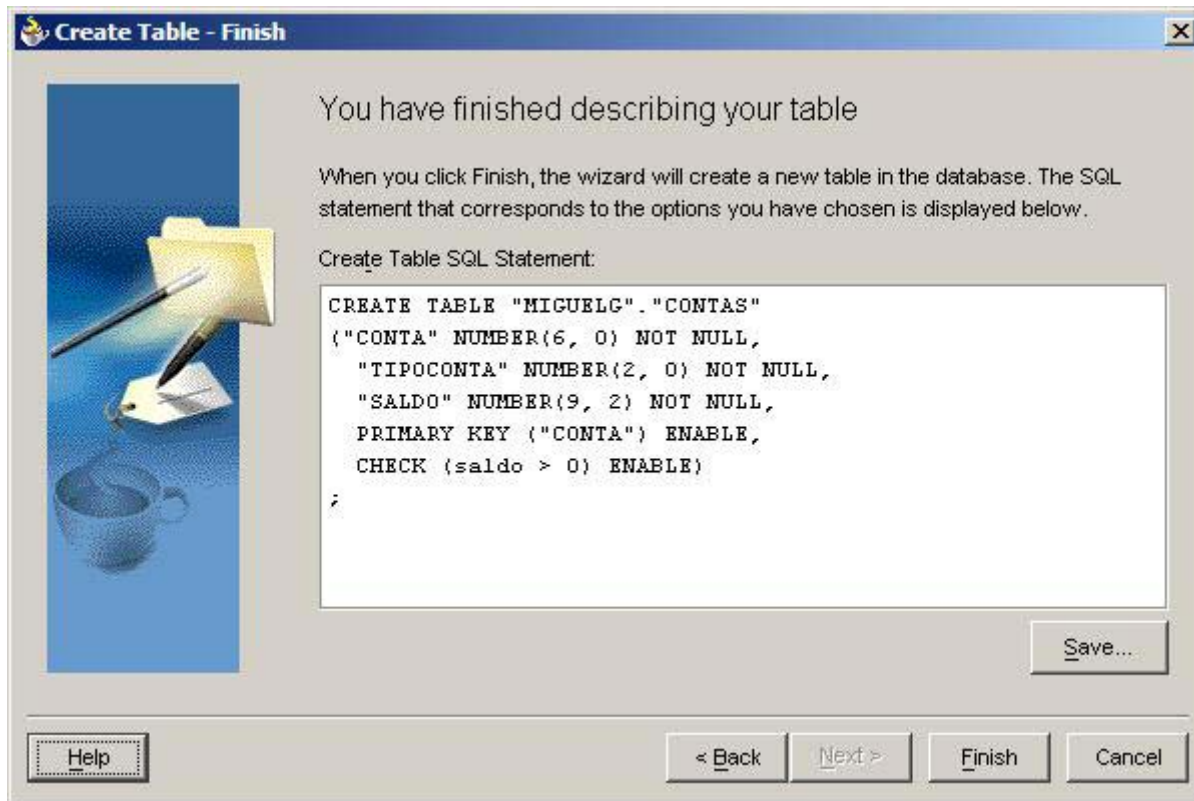 Create Table - Finish
You have finished describing your table
When you click Finish, the wizard will create a new table in the database. The SQL
statement that corresponds to the options you have chosen is displayed below.
Create Table SQL Statement:
CREATE TABLE "MIGUELG"."CONTAS"
("CONTA" NUMBER(6, 0) NOT NULL,
"TIPOCONTA" NUMBER(2, 0) NOT NULL,
"SALDO" NUMBER(9, 2) NOT NULL,
PRIMARY KEY ("CONTA") ENABLE,
CHECK (saldo > 0) ENABLE)
;
Save...
Help
< Back
Next >
Finish
Cancel